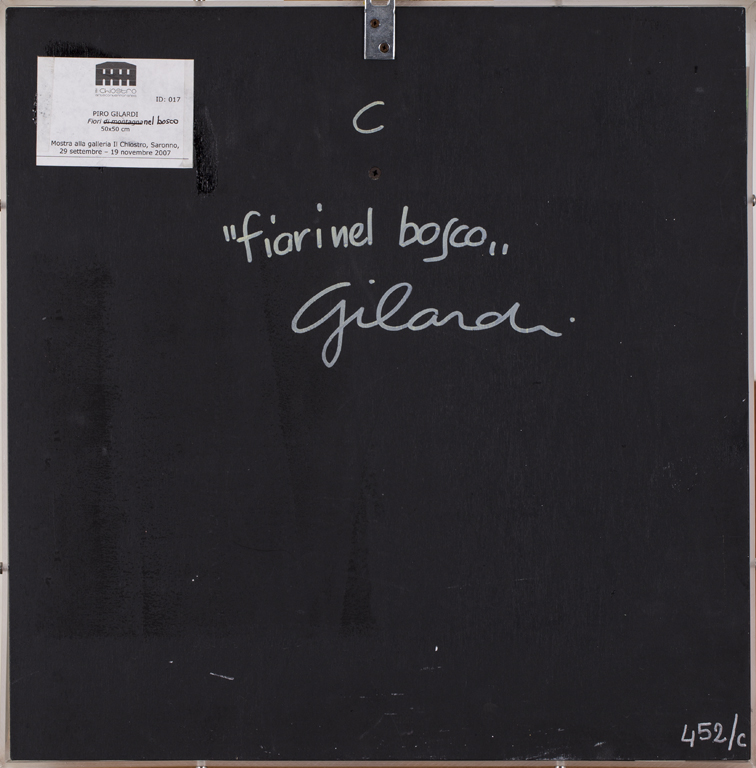 il chiostro
ID: 017
PIRO GILARDI
Fiori di montagna nel bosco
50x50 cm
Mostra alla galleria Il Chiostro, Saronno,
29 settembre – 19 novembre 2007
C
"fiori nel bosco„
Gilardi.
452/c